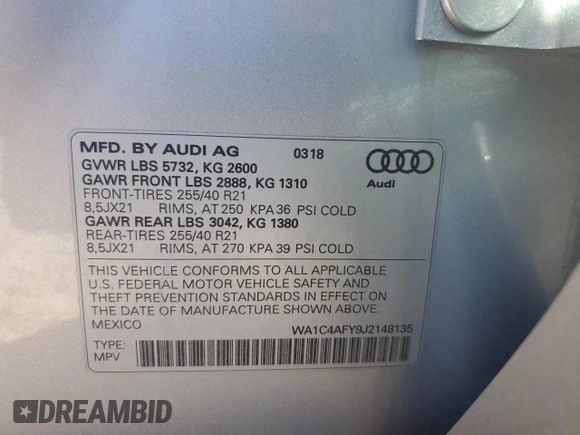 MFD. BY AUDI AG 0318
GVWR LBS 5732, KG 2600
GAWR FRONT LBS 2888, KG 1310
FRONT-TIRES 255/40 R21
8,5JX21 RIMS, AT 250 KPA 36 PSI COLD
GAWR REAR LBS 3042, KG 1380
REAR-TIRES 255/40 R21
8,5JX21 RIMS, AT 270 KPA 39 PSI COLD
Audi
THIS VEHICLE CONFORMS TO ALL APPLICABLE
U.S. FEDERAL MOTOR VEHICLE SAFETY AND
THEFT PREVENTION STANDARDS IN EFFECT ON
THE DATE OF MANUFACTURE SHOWN ABOVE.
MEXICO WA1C4AFY9J2148135
TYPE:
MPV
DREAMBID